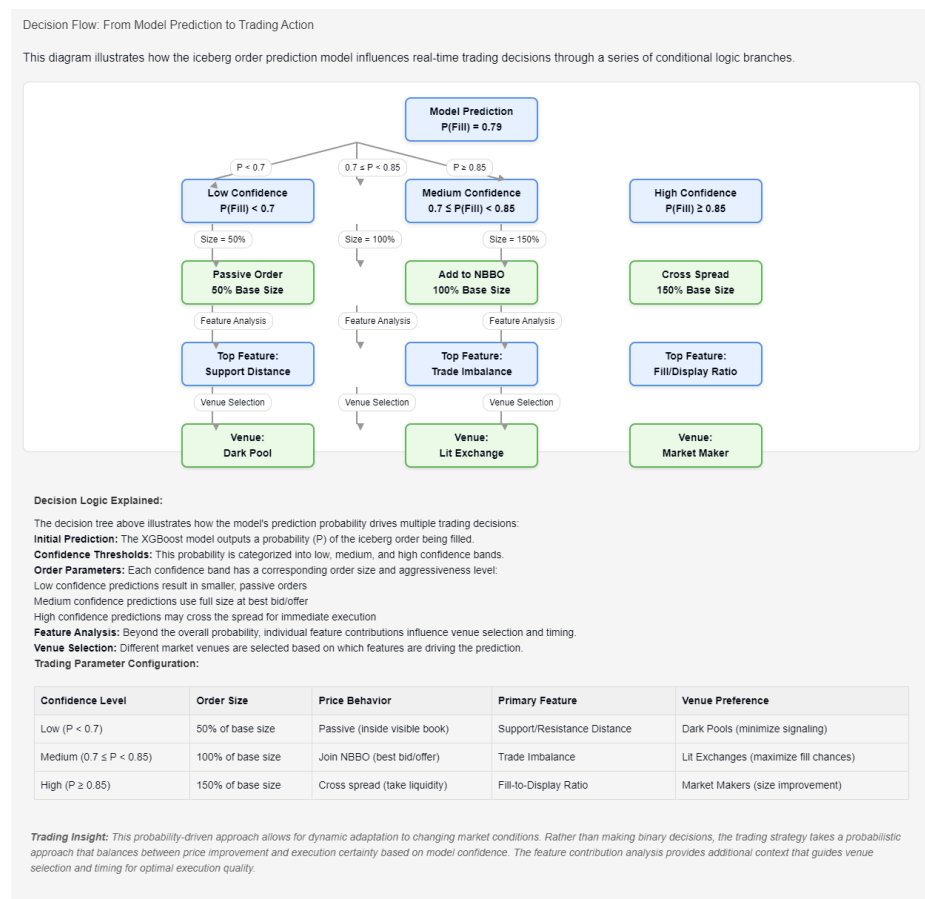 Decision Flow: From Model Prediction to Trading Action
This diagram illustrates how the iceberg order prediction model influences real-time trading decisions through a series of conditional logic branches.
Model Prediction
P(Fill) = 0.79
P < 0.7
0.7 ≤ P < 0.85
P ≥ 0.85
Low Confidence
P(Fill) < 0.7
Medium Confidence
0.7 ≤ P(Fill) < 0.85
High Confidence
P(Fill) ≥ 0.85
Size = 50%
Size = 100%
Size = 150%
Passive Order
50% Base Size
Add to NBBO
100% Base Size
Cross Spread
150% Base Size
Feature Analysis
Feature Analysis
Feature Analysis
Top Feature:
Support Distance
Top Feature:
Trade Imbalance
Top Feature:
Fill/Display Ratio
Venue Selection
Venue Selection
Venue Selection
Venue:
Dark Pool
Venue:
Lit Exchange
Venue:
Market Maker
Decision Logic Explained:
The decision tree above illustrates how the model's prediction probability drives multiple trading decisions:
Initial Prediction: The XGBoost model outputs a probability (P) of the iceberg order being filled.
Confidence Thresholds: This probability is categorized into low, medium, and high confidence bands.
Order Parameters: Each confidence band has a corresponding order size and aggressiveness level:
Low confidence predictions result in smaller, passive orders
Medium confidence predictions use full size at best bid/offer
High confidence predictions may cross the spread for immediate execution
Feature Analysis: Beyond the overall probability, individual feature contributions influence venue selection and timing.
Venue Selection: Different market venues are selected based on which features are driving the prediction.
Trading Parameter Configuration:
Confidence Level Order Size Price Behavior Primary Feature Venue Preference
Low (P < 0.7) 50% of base size Passive (inside visible book) Support/Resistance Distance Dark Pools (minimize signaling)
Medium (0.7 ≤ P < 0.85) 100% of base size Join NBBO (best bid/offer) Trade Imbalance Lit Exchanges (maximize fill chances)
High (P ≥ 0.85) 150% of base size Cross spread (take liquidity) Fill-to-Display Ratio Market Makers (size improvement)
Trading Insight: This probability-driven approach allows for dynamic adaptation to changing market conditions. Rather than making binary decisions, the trading strategy takes a probabilistic
approach that balances between price improvement and execution certainty based on model confidence. The feature contribution analysis provides additional context that guides venue
selection and timing for optimal execution quality.